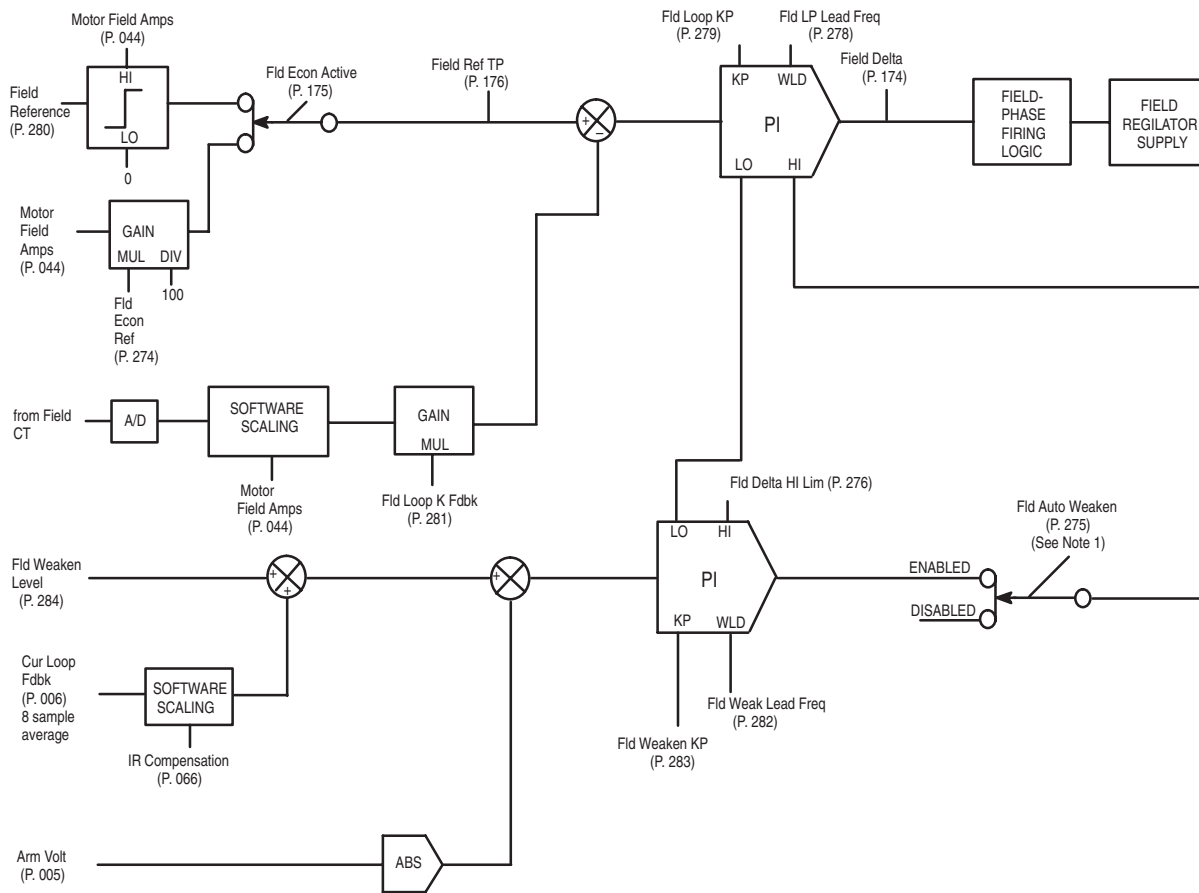 Motor Field Amps
(P. 044)
HI
LO
0
Field
Reference
(P. 280)
Fld Econ Active
(P. 175)
Field Ref TP
(P. 176)
+
–
Fld Loop KP
(P. 279)
Fld LP Lead Freq
(P. 278)
KP
WLD
PI
LO
HI
Field Delta
(P. 174)
FIELD-
PHASE
FIRING
LOGIC
FIELD
REGILATOR
SUPPLY
Motor
Field
Amps
(P. 044)
GAIN
MUL
DIV
100
Fld
Econ
Ref
(P. 274)
from Field
CT
A/D
SOFTWARE
SCALING
Motor
Field Amps
(P. 044)
GAIN
MUL
Fld Loop K Fdbk
(P. 281)
Fld Weaken
Level
(P. 284)
+
+
+
Fld Delta HI Lim (P. 276)
LO
HI
PI
KP
WLD
Fld Auto Weaken
(P. 275)
(See Note 1)
ENABLED
DISABLED
Cur Loop
Fdbk
(P. 006)
8 sample
average
SOFTWARE
SCALING
IR Compensation
(P. 066)
Fld Weak Lead Freq
(P. 282)
Fld Weaken KP
(P. 283)
Arm Volt
(P. 005)
ABS